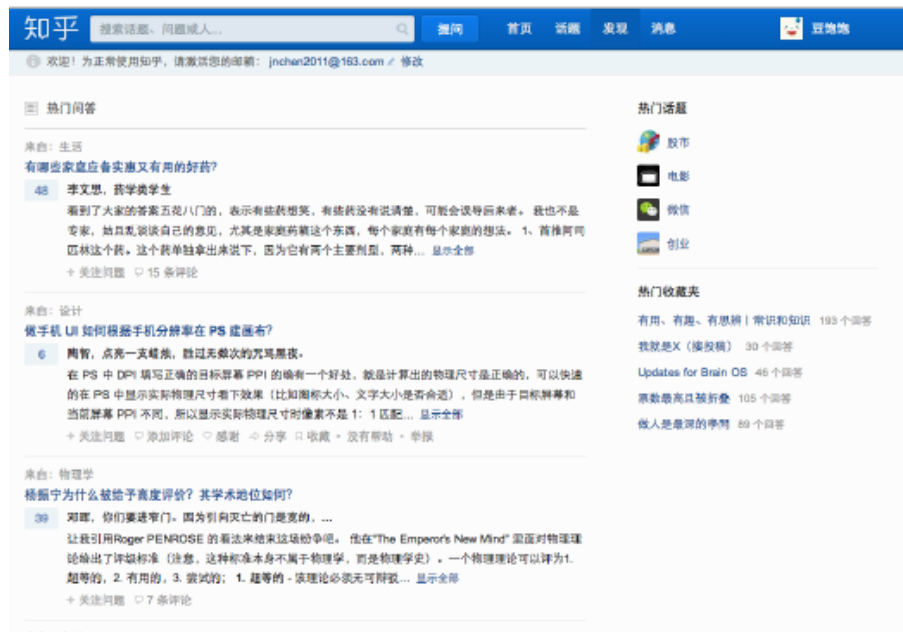 知乎 搜索话题、问题或人... 提问 首页 话题 发现 消息 豆饱饱
欢迎！为正常使用知乎，请激活您的邮箱： jnchen2011@163.com 修改
热门问答
来自：生活
有哪些家庭应备实惠又有用的好药？
48 李文思，药学类学生
看到了大家的答案五花八门的，表示有些药想笑，有些药没有说清楚，可能会误导后来者。 我也不是
专家，姑且乱谈谈自己的意见，尤其是家庭药箱这个东西，每个家庭有每个家庭的想法。 1、首推阿司
匹林这个药。这个药单独拿出来说下，因为它有两个主要剂型，两种... 显示全部
+ 关注问题 15 条评论
来自：设计
做手机 UI 如何根据手机分辨率在 PS 建画布？
6 陶智，点亮一支蜡烛，胜过无数次的咒骂黑夜。
在 PS 中 DPI 填写正确的目标屏幕 PPI 的确有一个好处，就是计算出的物理尺寸是正确的，可以快速
的在 PS 中显示实际物理尺寸看下效果（比如图标大小、文字大小是否合适），但是由于目标屏幕和
当前屏幕 PPI 不同，所以显示实际物理尺寸时像素不是 1：1 匹配... 显示全部
+ 关注问题 添加评论 感谢 分享 收藏 • 没有帮助 • 举报
来自：物理学
杨振宁为什么被给予高度评价？其学术地位如何？
39 邓晖，你们要进窄门。因为引向灭亡的门是宽的，...
让我引用Roger PENROSE 的看法来结束这场纷争吧。 他在"The Emperor's New Mind" 里面对物理理
论给出了评级标准（注意，这种标准本身不属于物理学，而是物理学史）。一个物理理论可以评为1.
超等的，2. 有用的，3. 尝试的； 1. 超等的 - 该理论必须无可辩驳... 显示全部
+ 关注问题 7 条评论
热门话题
股市
电影
微信
创业
热门收藏夹
有用、有趣、有思辨 | 常识和知识 193 个回答
我就是X（接投稿） 30 个回答
Updates for Brain OS 46 个回答
票数最高且被折叠 105 个回答
做人是最深的學問 89 个回答